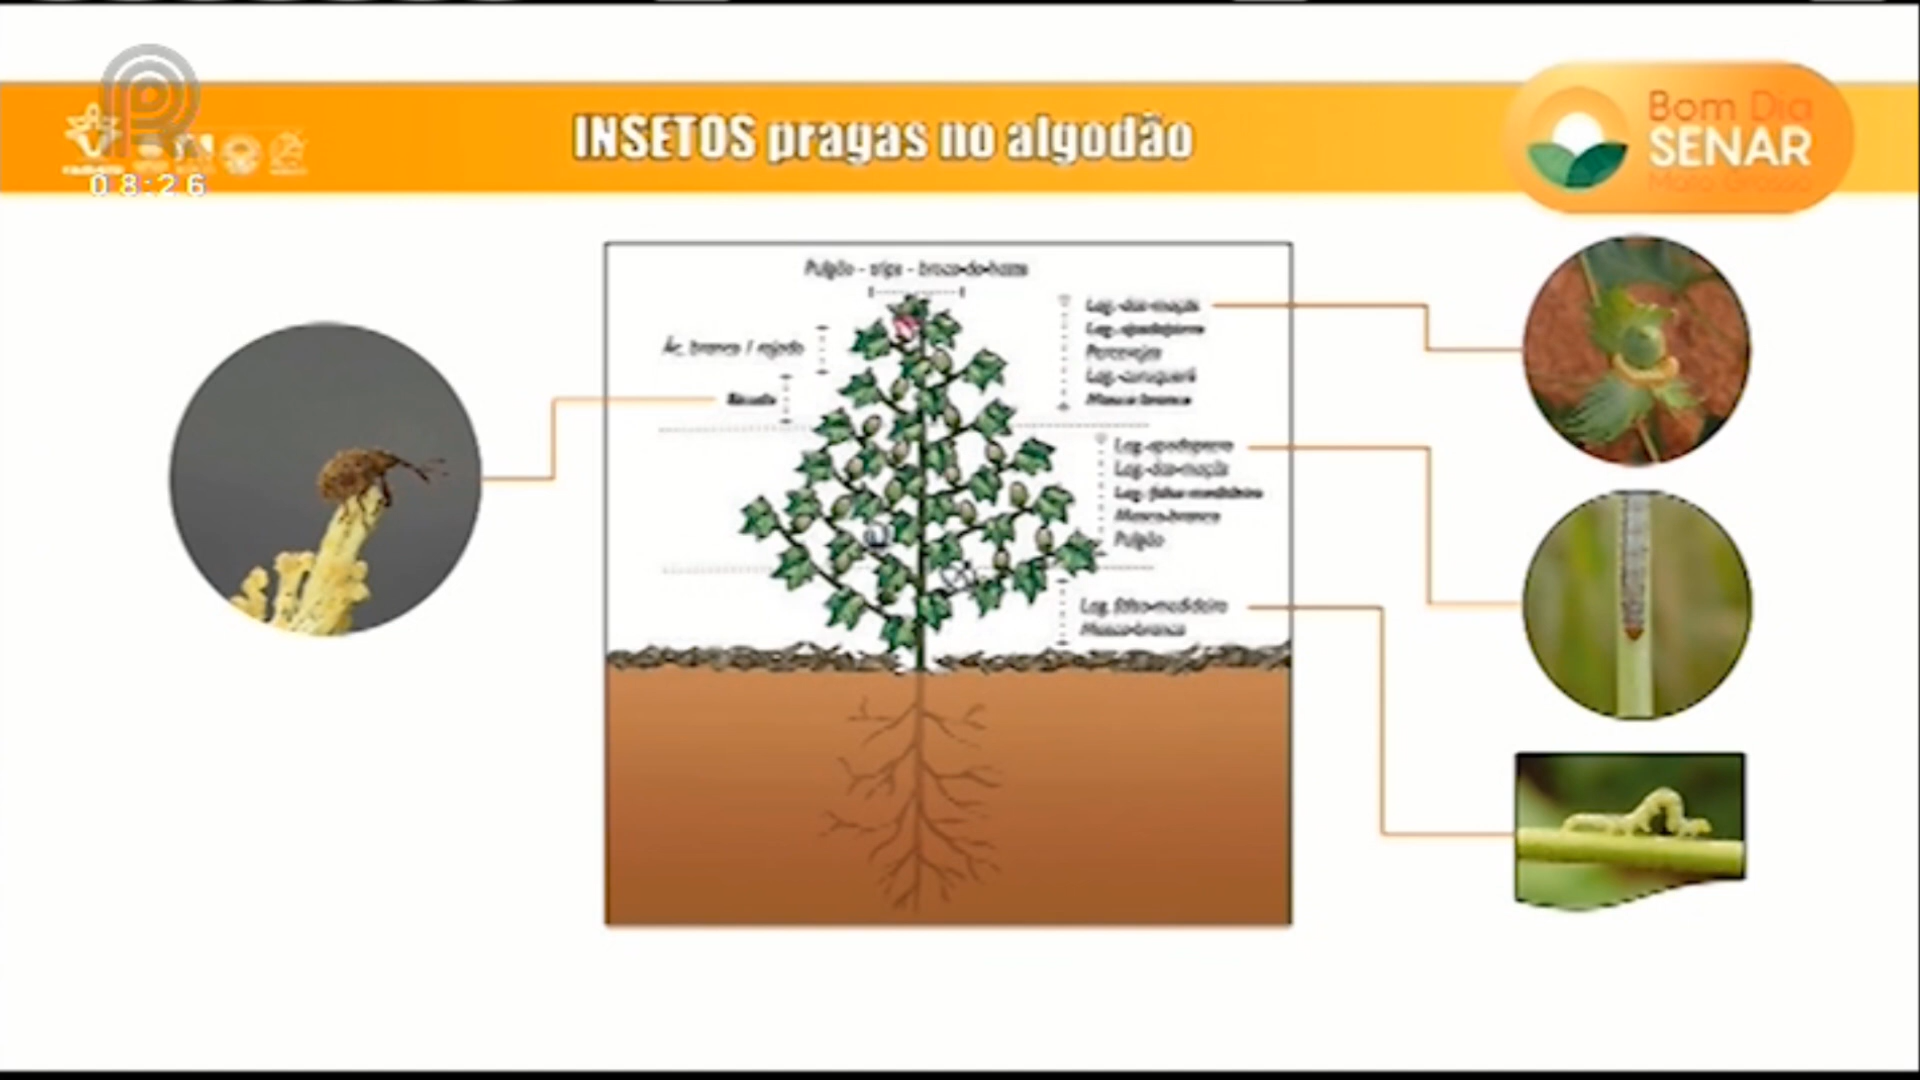 INSETOS pragas no algodão
Bom Dia
SENAR
Mato Grosso
08:26
Pulgão - trips - broca-da-haste
Ác. branco / rajado
Bicudo
Lag. das maçãs
Lag. spodoptera
Percevejos
Lag. curuquerê
Mosca-branca
Lag. spodoptera
Lag. das maçãs
Lag. falsa-medideira
Mosca-branca
Pulgão
Lag. falsa-medideira
Mosca-branca